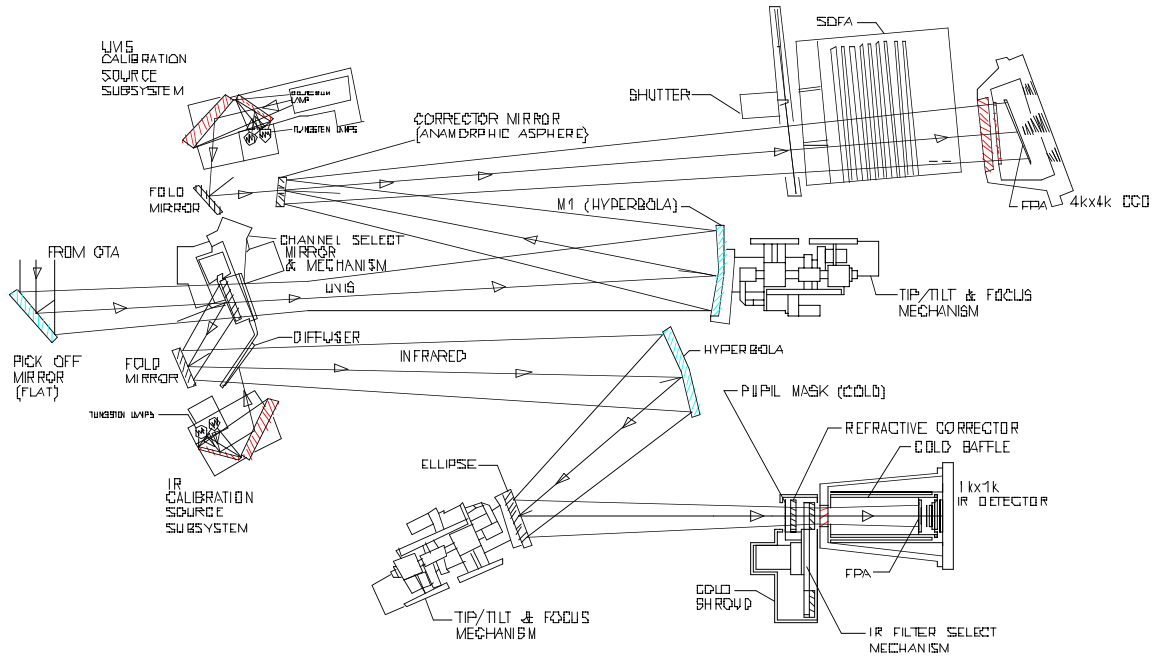 UVIS
CALIBRATION
SOURCE
SUBSYSTEM
LAMP
TUNGSTEN LAMPS
CORRECTOR MIRROR
(ANAMORPHIC ASPHERE)
SHUTTER
SOFA
FPA
4kx4k CCD
FOLD
MIRROR
M1 (HYPERBOLA)
FROM OTA
CHANNEL SELECT
MIRROR
& MECHANISM
UVIS
TIP/TILT & FOCUS
MECHANISM
PICK OFF
MIRROR
(FLAT)
FOLD
MIRROR
DIFFUSER
INFRARED
HYPERBOLA
PUPIL MASK (COLD)
TUNGSTEN LAMPS
REFRACTIVE CORRECTOR
COLD BAFFLE
ELLIPSE
1kx1k
IR DETECTOR
IR
CALIBRATION
SOURCE
SUBSYSTEM
FPA
COLD
SHROUD
TIP/TILT & FOCUS
MECHANISM
IR FILTER SELECT
MECHANISM